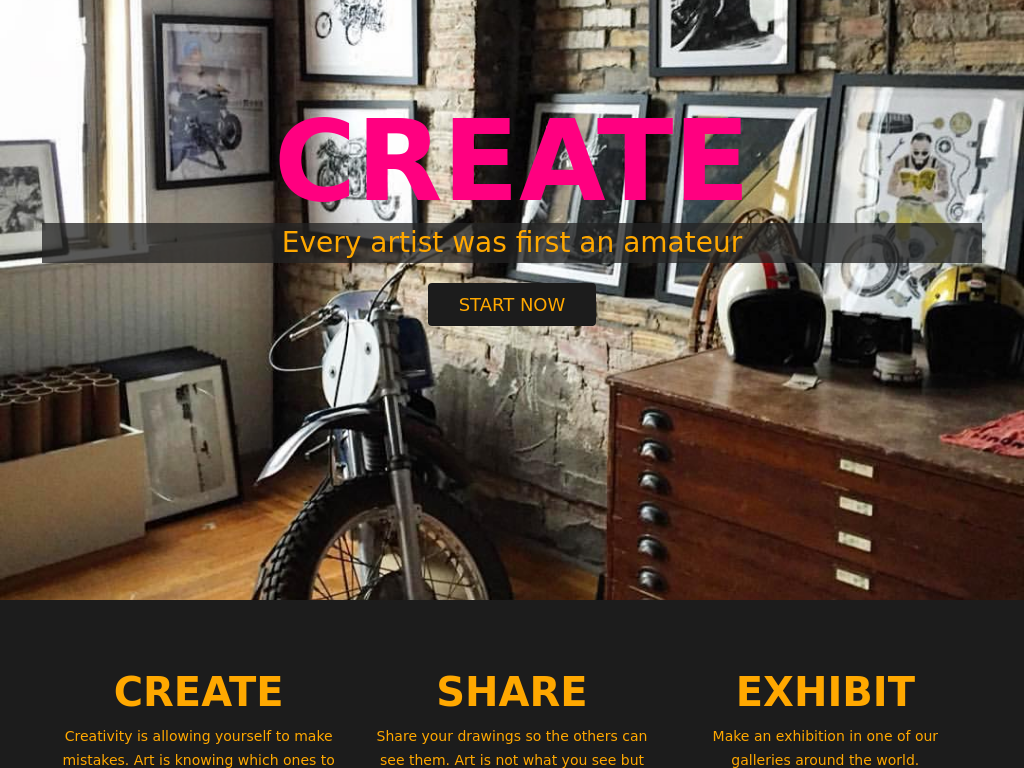 CREATE
Every artist was first an amateur
START NOW
CREATE
Creativity is allowing yourself to make
mistakes. Art is knowing which ones to
SHARE
Share your drawings so the others can
see them. Art is not what you see but
EXHIBIT
Make an exhibition in one of our
galleries around the world.